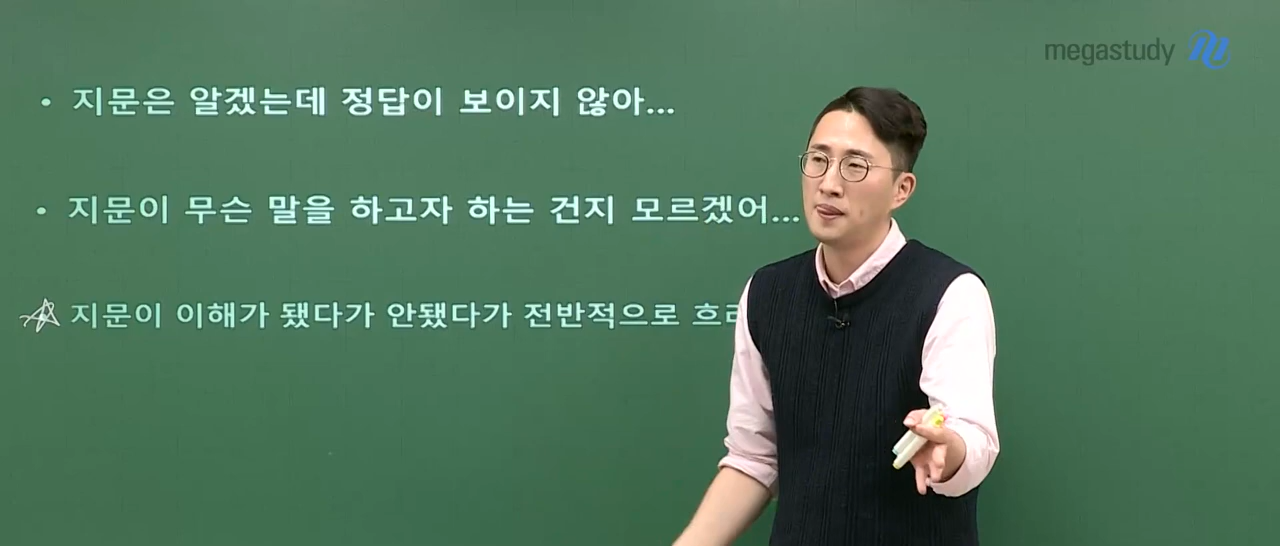 megastudy
• 지문은 알겠는데 정답이 보이지 않아...
• 지문이 무슨 말을 하고자 하는 건지 모르겠어...
지문이 이해가 됐다가 안됐다가 전반적으로